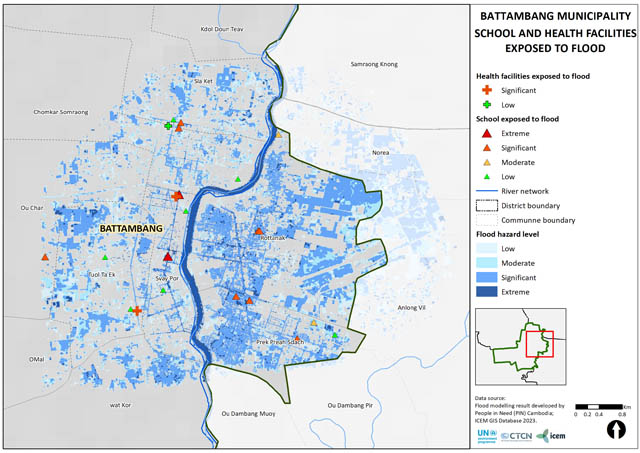 BATTAMBANG MUNICIPALITY
SCHOOL AND HEALTH FACILITIES
EXPOSED TO FLOOD
Health facilities exposed to flood
Significant
Low
School exposed to flood
Extreme
Significant
Moderate
Low
River network
District boundary
Communne boundary
Flood hazard level
Low
Moderate
Significant
Extreme
Kdol Doun Teav
Samraong Knong
Sla Ket
Chomkar Somraong
Norea
Ou Char
BATTAMBANG
Rottanak
Tuol Ta Ek
Svay Por
Anlong Vil
Prek Preah Sdach
OMal
wat Kor
Ou Dambang Muoy
Ou Dambang Pir
Data source:
Flood modelling result developed by
People in Need (PIN) Cambodia;
ICEM GIS Database 2023.
0 0.2 0.4 0.8
Km
UN
environment
programme
CTCN
icem